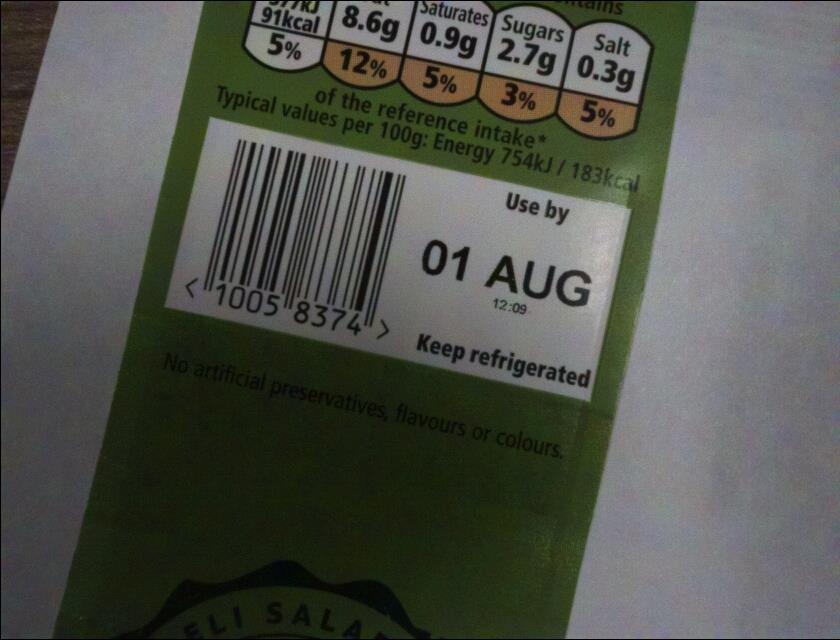 Saturates Sugars Salt
91kcal 8.6g 0.9g 2.7g 0.3g
5% 12% 5% 3% 5%
of the reference intake*
Typical values per 100g: Energy 754kJ / 183kcal
Use by
01 AUG
12:09
< 1005 8374 >
Keep refrigerated
No artificial preservatives, flavours or colours.